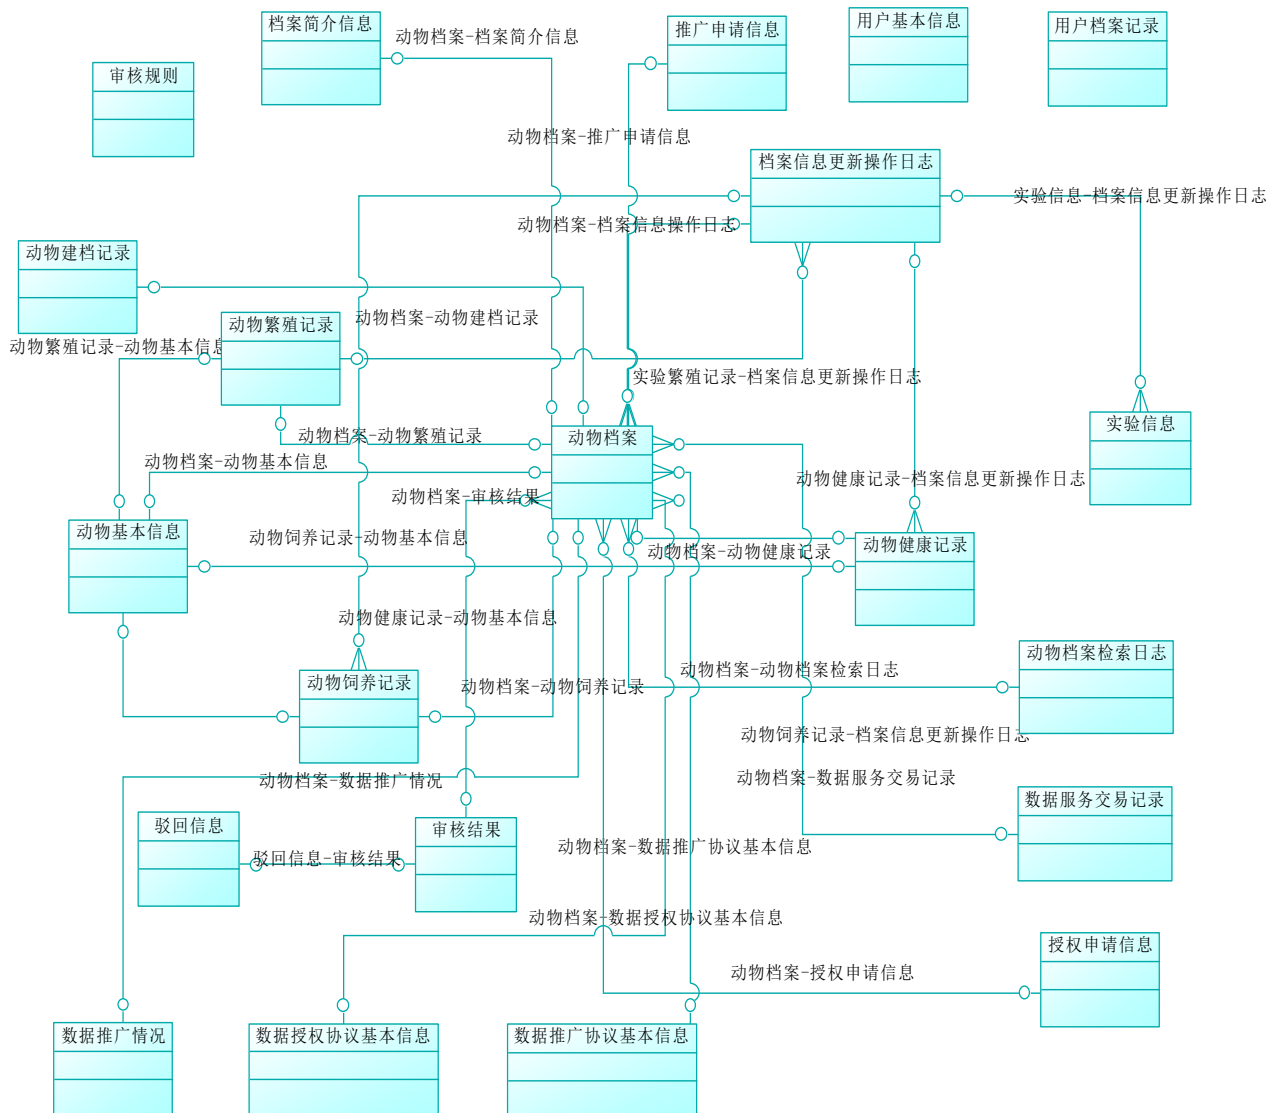 档案简介信息
推广申请信息
用户基本信息
用户档案记录
动物档案-档案简介信息
审核规则
动物档案-推广申请信息
档案信息更新操作日志
实验信息-档案信息更新操作日志
动物档案-档案信息操作日志
动物建档记录
动物繁殖记录
动物档案-动物建档记录
动物繁殖记录-动物基本信息
实验繁殖记录-档案信息更新操作日志
实验信息
动物档案-动物繁殖记录
动物档案
动物档案-动物基本信息
动物健康记录-档案信息更新操作日志
动物档案-审核结果
动物基本信息
动物饲养记录-动物基本信息
动物档案-动物健康记录
动物健康记录
动物健康记录-动物基本信息
动物档案检索日志
动物档案-动物档案检索日志
动物饲养记录
动物档案-动物饲养记录
动物饲养记录-档案信息更新操作日志
动物档案-数据推广情况
动物档案-数据服务交易记录
数据服务交易记录
驳回信息
审核结果
动物档案-数据推广协议基本信息
驳回信息-审核结果
动物档案-数据授权协议基本信息
授权申请信息
动物档案-授权申请信息
数据推广情况
数据授权协议基本信息
数据推广协议基本信息